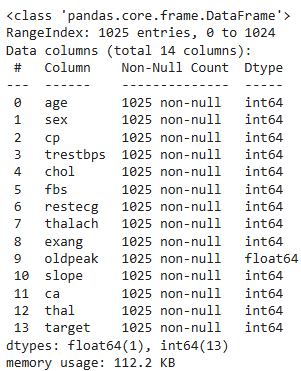 <class 'pandas.core.frame.DataFrame'>
RangeIndex: 1025 entries, 0 to 1024
Data columns (total 14 columns):
 #   Column    Non-Null Count  Dtype
---  ------    --------------  -----
 0   age       1025 non-null   int64
 1   sex       1025 non-null   int64
 2   cp        1025 non-null   int64
 3   trestbps  1025 non-null   int64
 4   chol      1025 non-null   int64
 5   fbs       1025 non-null   int64
 6   restecg   1025 non-null   int64
 7   thalach   1025 non-null   int64
 8   exang     1025 non-null   int64
 9   oldpeak   1025 non-null   float64
 10  slope     1025 non-null   int64
 11  ca        1025 non-null   int64
 12  thal      1025 non-null   int64
 13  target    1025 non-null   int64
dtypes: float64(1), int64(13)
memory usage: 112.2 KB